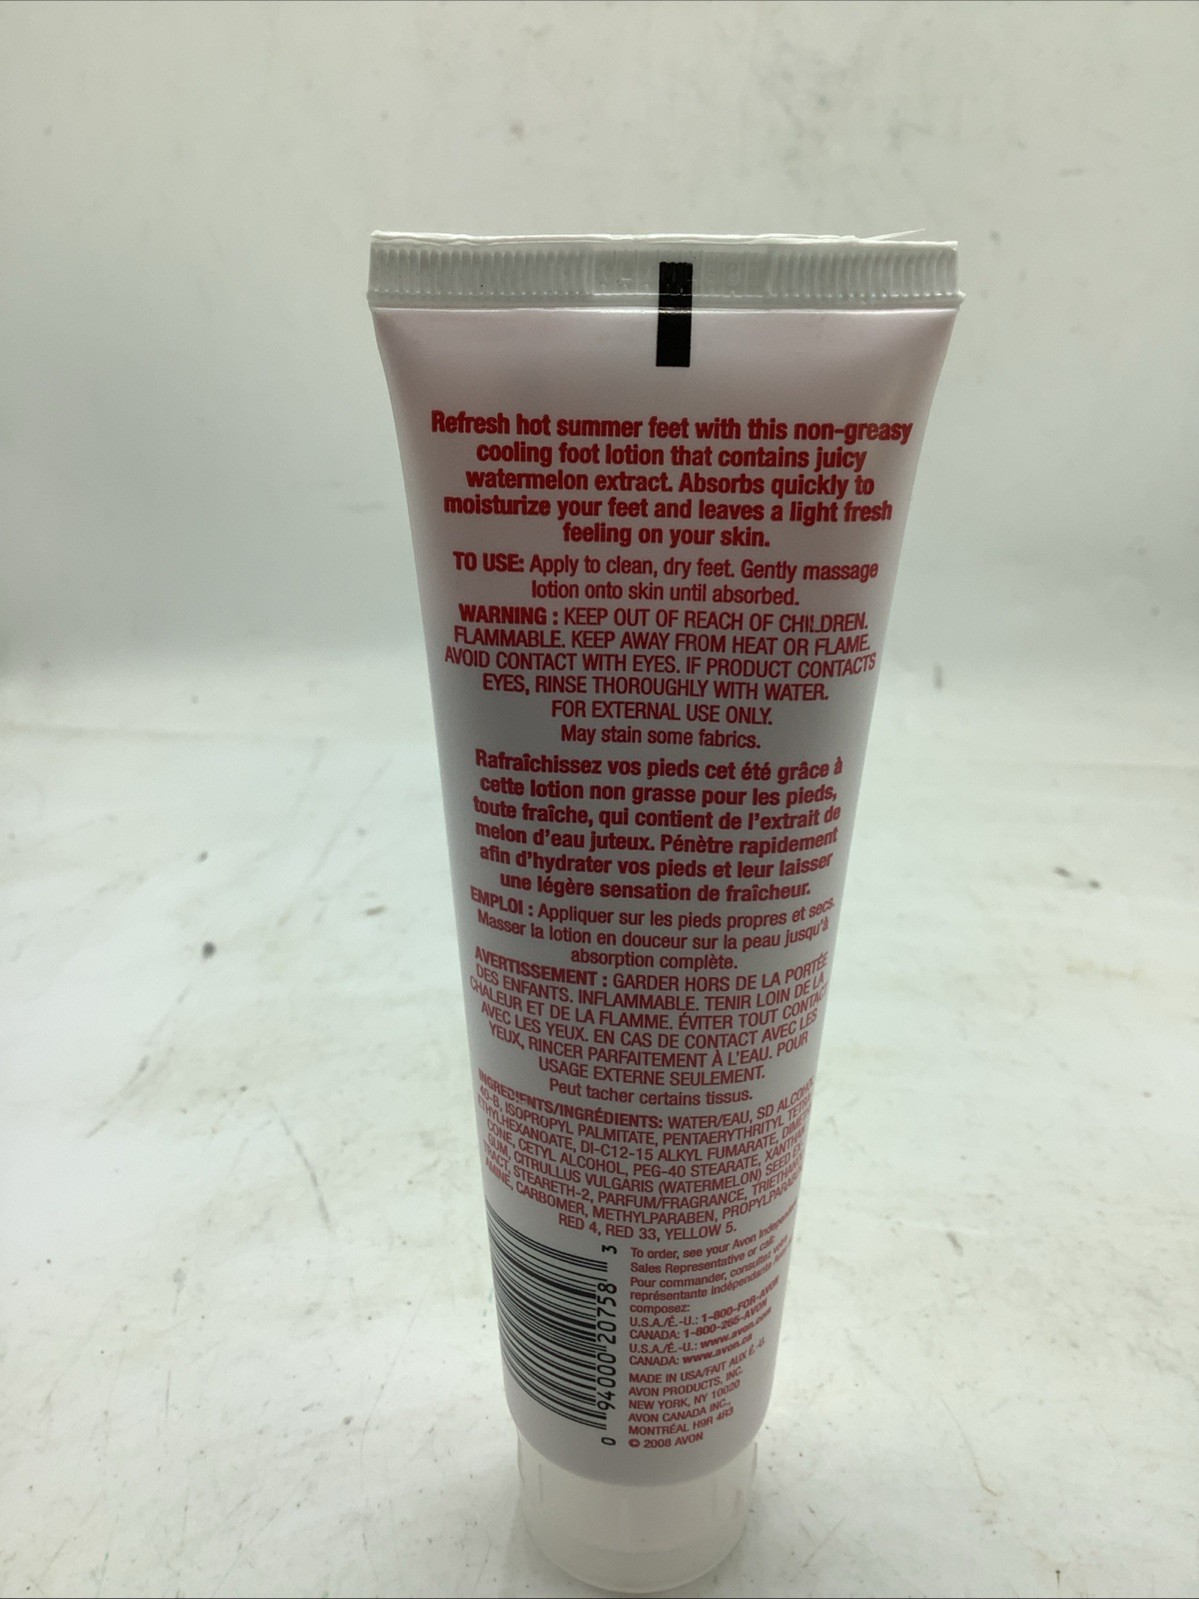 Refresh hot summer feet with this non-greasy
cooling foot lotion that contains juicy
watermelon extract. Absorbs quickly to
moisturize your feet and leaves a light fresh
feeling on your skin.
TO USE: Apply to clean, dry feet. Gently massage
lotion onto skin until absorbed.
WARNING : KEEP OUT OF REACH OF CHILDREN.
FLAMMABLE. KEEP AWAY FROM HEAT OR FLAME.
AVOID CONTACT WITH EYES. IF PRODUCT CONTACTS
EYES, RINSE THOROUGHLY WITH WATER.
FOR EXTERNAL USE ONLY.
May stain some fabrics.
Rafraîchissez vos pieds cet été grâce à
cette lotion non grasse pour les pieds,
toute fraîche, qui contient de l'extrait de
melon d'eau juteux. Pénètre rapidement
afin d'hydrater vos pieds et leur laisser
une légère sensation de fraîcheur.
EMPLOI : Appliquer sur les pieds propres et secs.
Masser la lotion en douceur sur la peau jusqu'à
absorption complète.
AVERTISSEMENT : GARDER HORS DE LA PORTÉE
DES ENFANTS. INFLAMMABLE. TENIR LOIN DE LA
CHALEUR ET DE LA FLAMME. ÉVITER TOUT CONTACT
AVEC LES YEUX. EN CAS DE CONTACT AVEC LES
YEUX, RINCER PARFAITEMENT À L'EAU. POUR
USAGE EXTERNE SEULEMENT.
Peut tacher certains tissus.
INGREDIENTS/INGRÉDIENTS: WATER/EAU, SD ALCOHOL
40-B, ISOPROPYL PALMITATE, PENTAERYTHRITYL TETRA
ETHYLHEXANOATE, DI-C12-15 ALKYL FUMARATE, DIMETHI
CONE, CETYL ALCOHOL, PEG-40 STEARATE, XANTHAN
GUM, CITRULLUS VULGARIS (WATERMELON) SEED EX
TRACT, STEARETH-2, PARFUM/FRAGRANCE, TRIETHANOL
AMINE, CARBOMER, METHYLPARABEN, PROPYLPARABEN,
RED 4, RED 33, YELLOW 5.
0 94000 20758 3
To order, see your Avon Independent
Sales Representative or call:
Pour commander, consultez votre
représentante indépendante Avon ou
composez:
U.S.A./É.-U.: 1-800-FOR-AVON
CANADA: 1-800-265-AVON
U.S.A./É.-U.: www.avon.com
CANADA: www.avon.ca
MADE IN USA/FAIT AUX É.-U.
AVON PRODUCTS, INC.
NEW YORK, NY 10020
AVON CANADA INC.,
MONTRÉAL H9R 4R3
© 2008 AVON